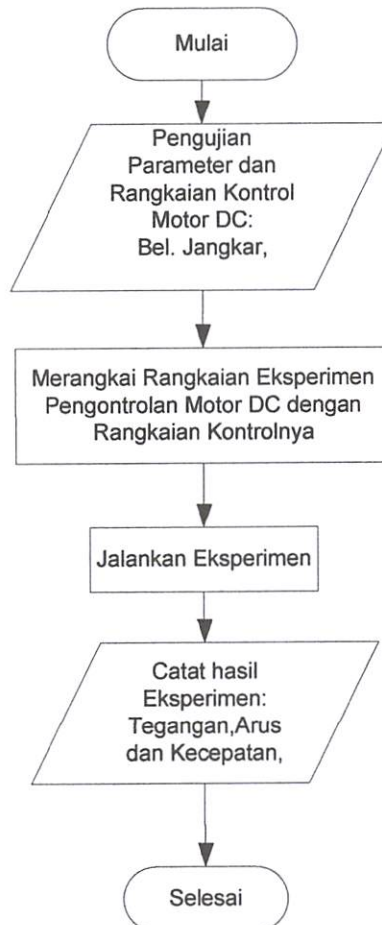 Mulai
Pengujian
Parameter dan
Rangkaian Kontrol
Motor DC:
Bel. Jangkar,
Merangkai Rangkaian Eksperimen
Pengontrolan Motor DC dengan
Rangkaian Kontrolnya
Jalankan Eksperimen
Catat hasil
Eksperimen:
Tegangan,Arus
dan Kecepatan,
Selesai